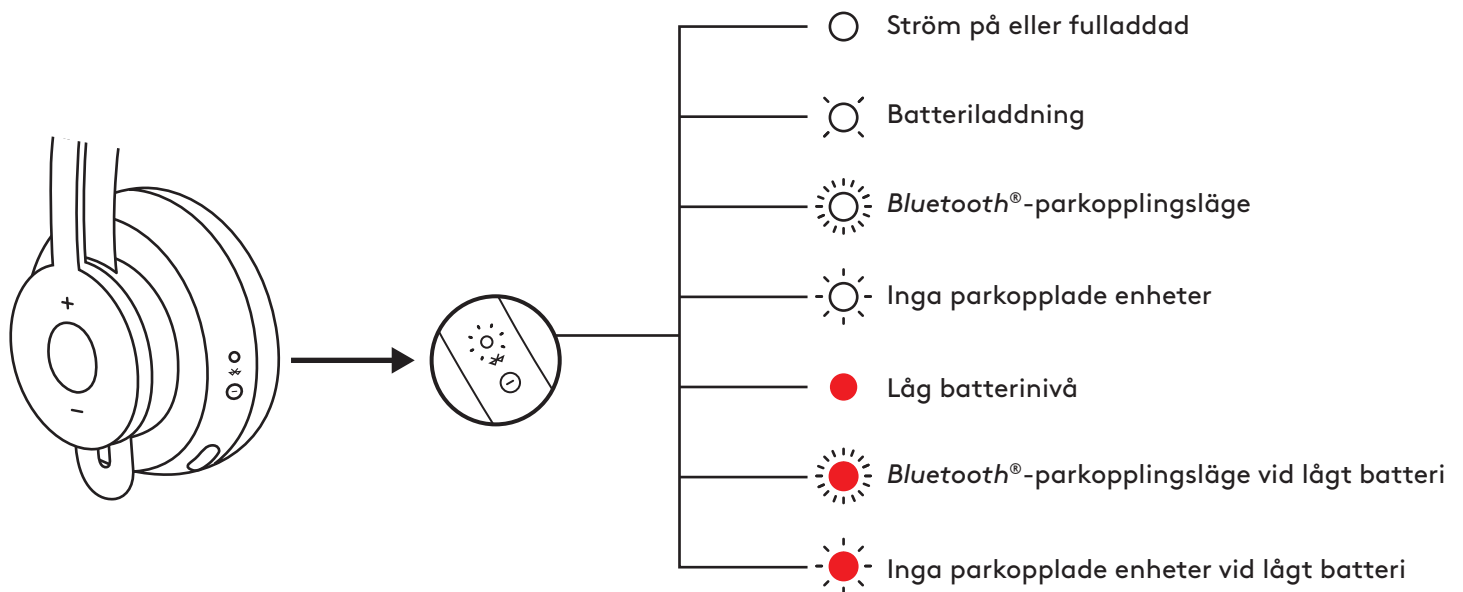 Ström på eller fulladdad
Batteriladdning
Bluetooth®-parkopplingsläge
Inga parkopplade enheter
Låg batterinivå
Bluetooth®-parkopplingsläge vid lågt batteri
Inga parkopplade enheter vid lågt batteri